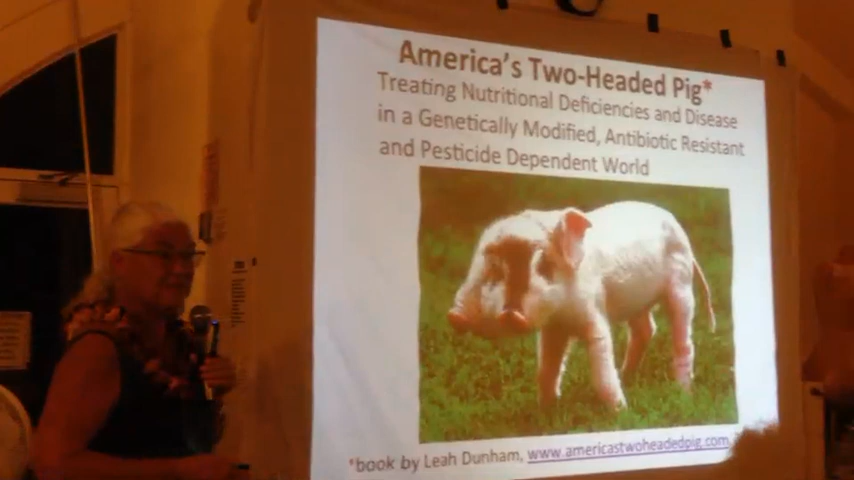 America's Two-Headed Pig*
Treating Nutritional Deficiencies and Disease
in a Genetically Modified, Antibiotic Resistant
and Pesticide Dependent World
*book by Leah Dunham, www.americastwoheadedpig.com